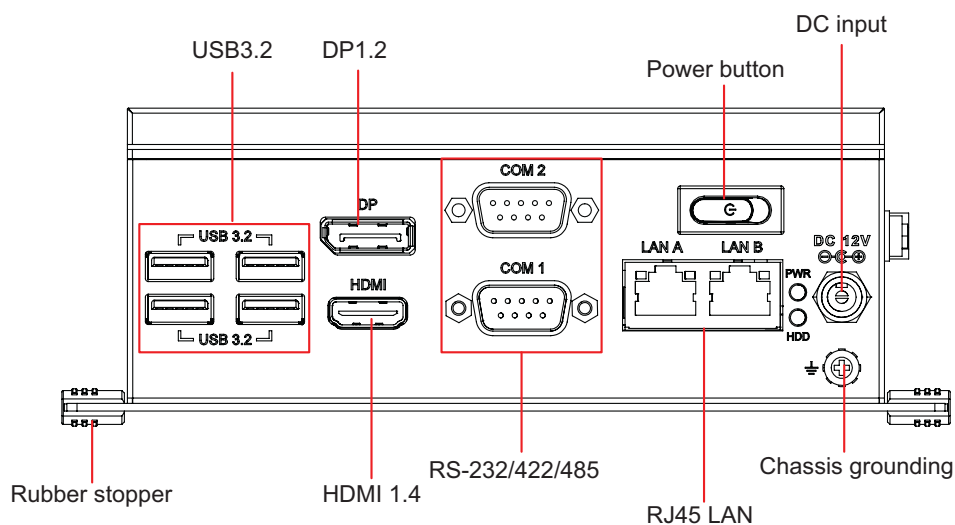 DC input
USB3.2
DP1.2
Power button
COM 2
DP
USB 3.2
LAN A
LAN B
DC 12V
PWR
COM 1
HDMI
USB 3.2
HDD
RS-232/422/485
Chassis grounding
Rubber stopper
HDMI 1.4
RJ45 LAN